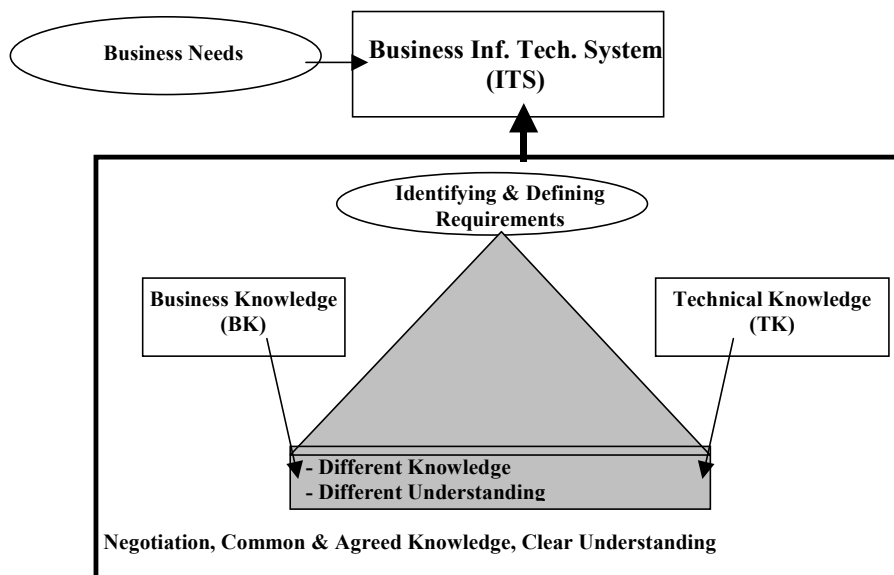 Business Needs
Business Inf. Tech. System
(ITS)
Identifying & Defining
Requirements
Business Knowledge
(BK)
Technical Knowledge
(TK)
- Different Knowledge
- Different Understanding
Negotiation, Common & Agreed Knowledge, Clear Understanding